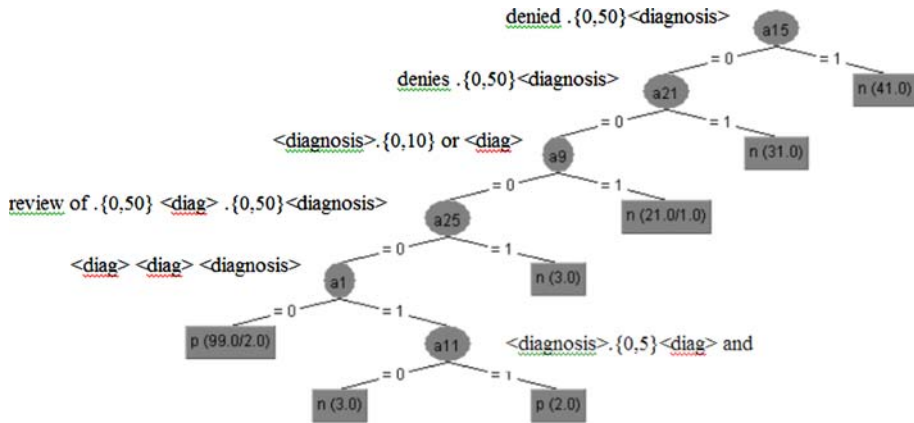 denied .{0,50}<diagnosis>
a15
= 0
= 1
denies .{0,50}<diagnosis>
a21
n (41.0)
= 0
= 1
<diagnosis>.{0,10} or <diag>
a9
n (31.0)
= 0
= 1
review of .{0,50} <diag> .{0,50}<diagnosis>
a25
n (21.0/1.0)
= 0
= 1
<diag> <diag> <diagnosis>
a1
n (3.0)
= 0
= 1
p (99.0/2.0)
a11
<diagnosis>.{0,5}<diag> and
= 0
= 1
n (3.0)
p (2.0)